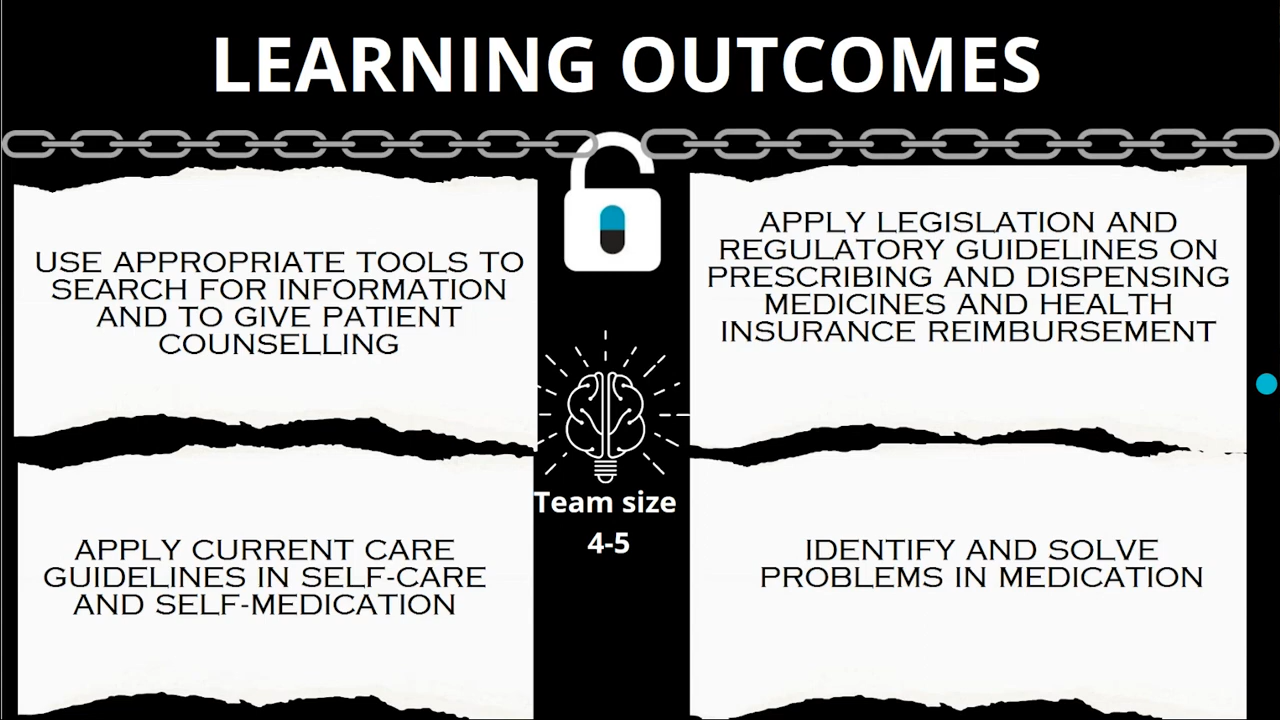 LEARNING OUTCOMES
USE APPROPRIATE TOOLS TO
SEARCH FOR INFORMATION
AND TO GIVE PATIENT
COUNSELLING
APPLY LEGISLATION AND
REGULATORY GUIDELINES ON
PRESCRIBING AND DISPENSING
MEDICINES AND HEALTH
INSURANCE REIMBURSEMENT
Team size
4-5
APPLY CURRENT CARE
GUIDELINES IN SELF-CARE
AND SELF-MEDICATION
IDENTIFY AND SOLVE
PROBLEMS IN MEDICATION